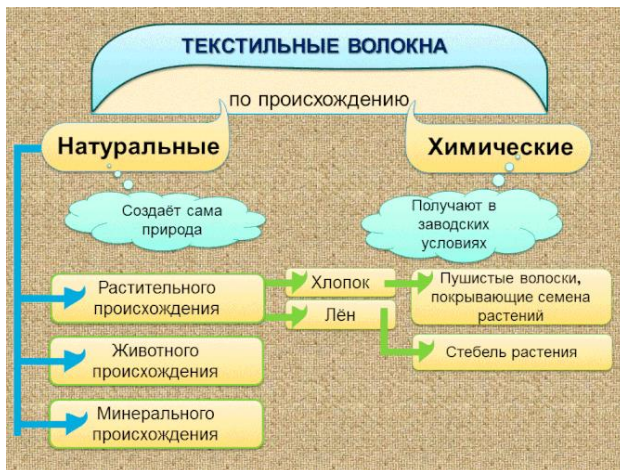 ТЕКСТИЛЬНЫЕ ВОЛОКНА
по происхождению
Натуральные
Химические
Создаёт сама
природа
Получают в
заводских
условиях
Растительного
происхождения
Хлопок
Лён
Пушистые волоски,
покрывающие семена
растений
Стебель растения
Животного
происхождения
Минерального
происхождения